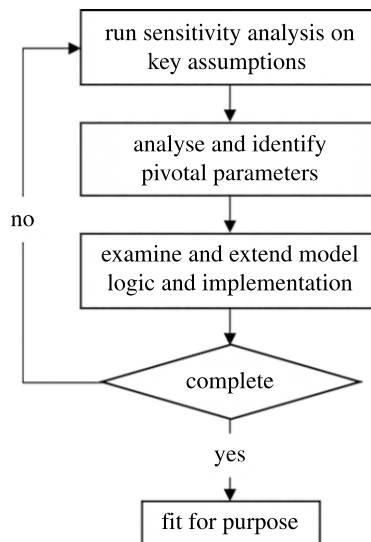 run sensitivity analysis on
key assumptions
analyse and identify
pivotal parameters
no
examine and extend model
logic and implementation
complete
yes
fit for purpose